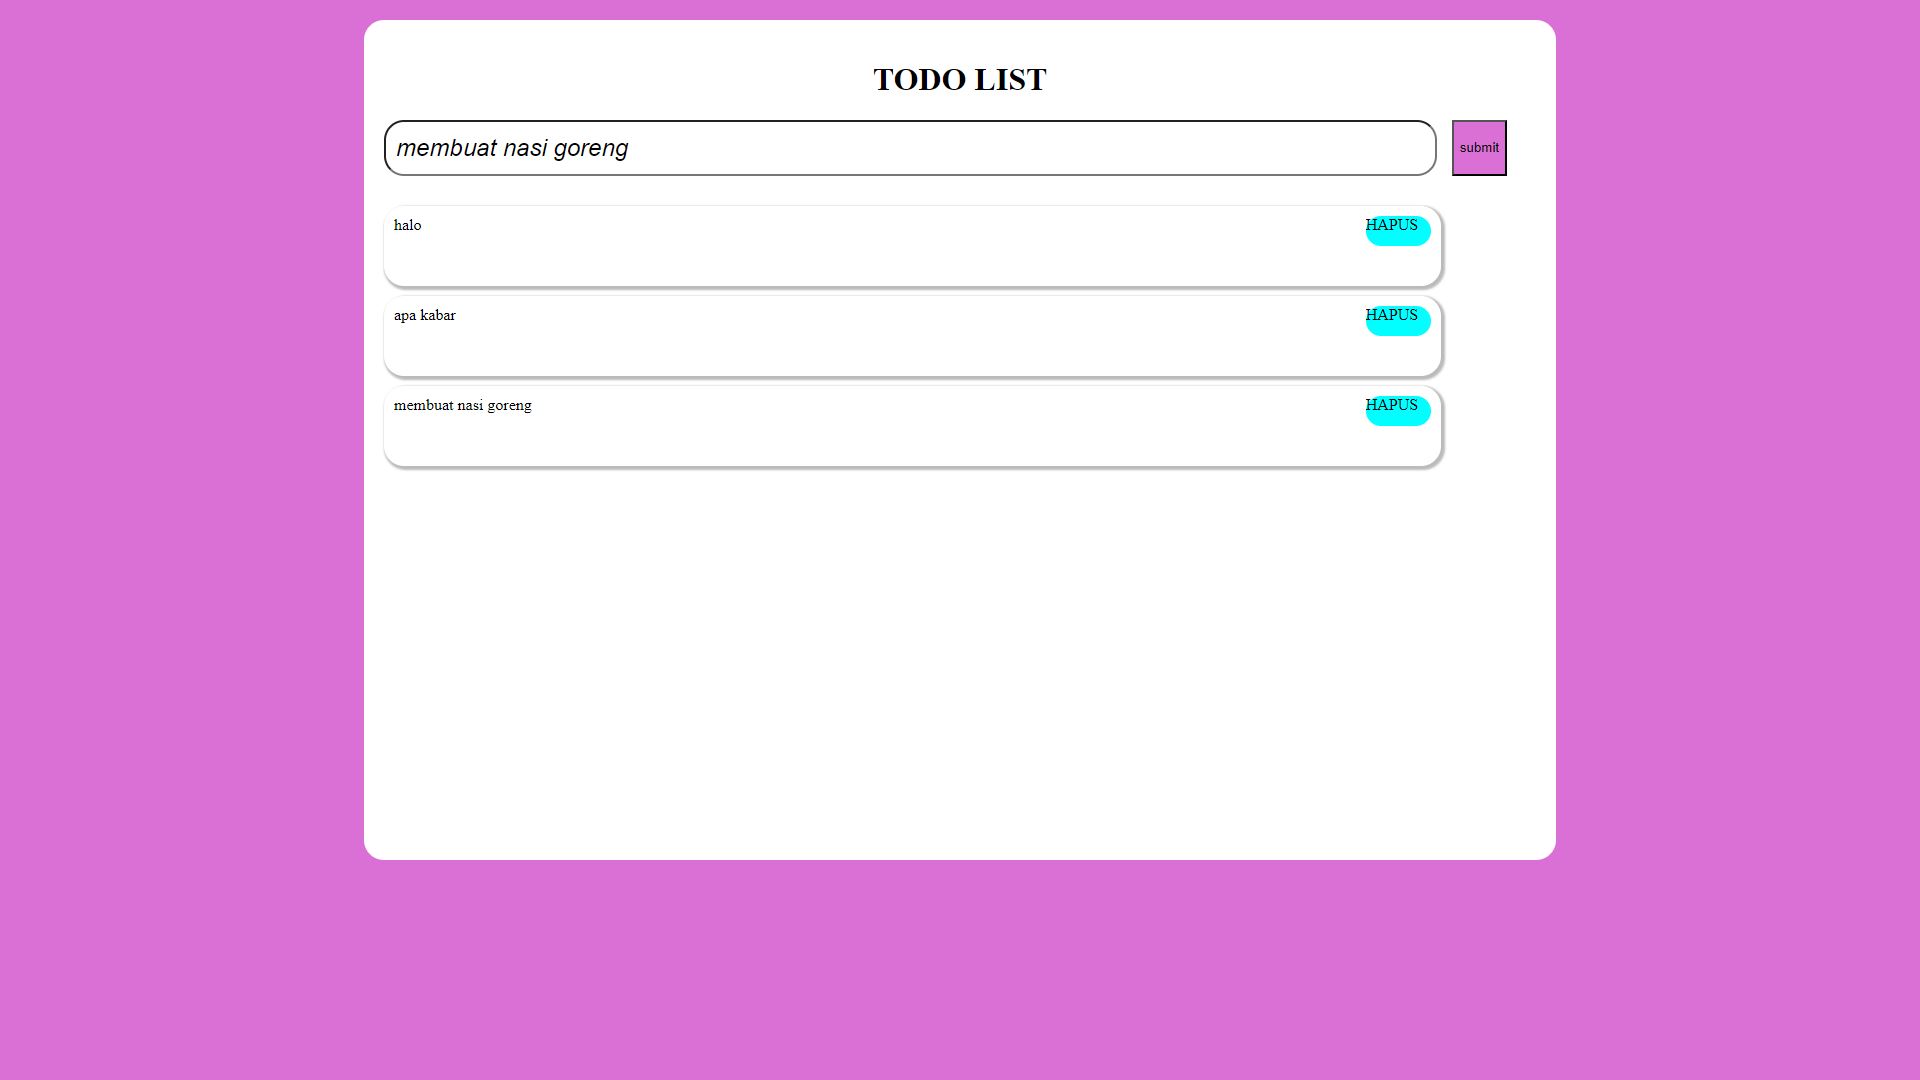 TODO LIST
membuat nasi goreng
submit
halo
HAPUS
apa kabar
HAPUS
membuat nasi goreng
HAPUS